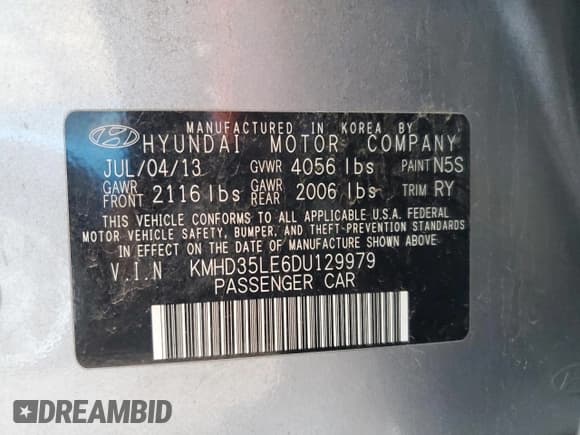 MANUFACTURED IN KOREA BY
HYUNDAI MOTOR COMPANY
JUL/04/13 GVWR 4056 lbs PAINT N5S
GAWR FRONT 2116 lbs GAWR REAR 2006 lbs TRIM RY
THIS VEHICLE CONFORMS TO ALL APPLICABLE U.S.A. FEDERAL
MOTOR VEHICLE SAFETY, BUMPER, AND THEFT PREVENTION STANDARDS
IN EFFECT ON THE DATE OF MANUFACTURE SHOWN ABOVE.
V.I.N KMHD35LE6DU129979
PASSENGER CAR
DREAMBID